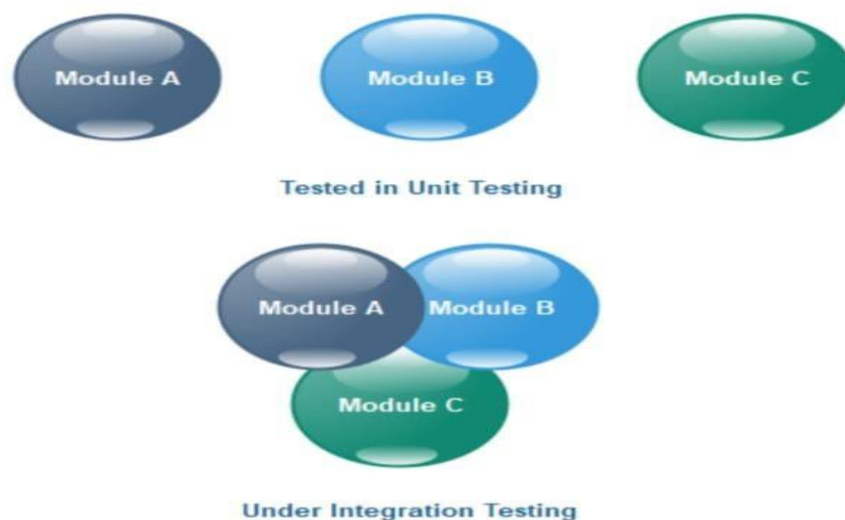 Module A
Module B
Module C
Tested in Unit Testing
Module A
Module B
Module C
Under Integration Testing